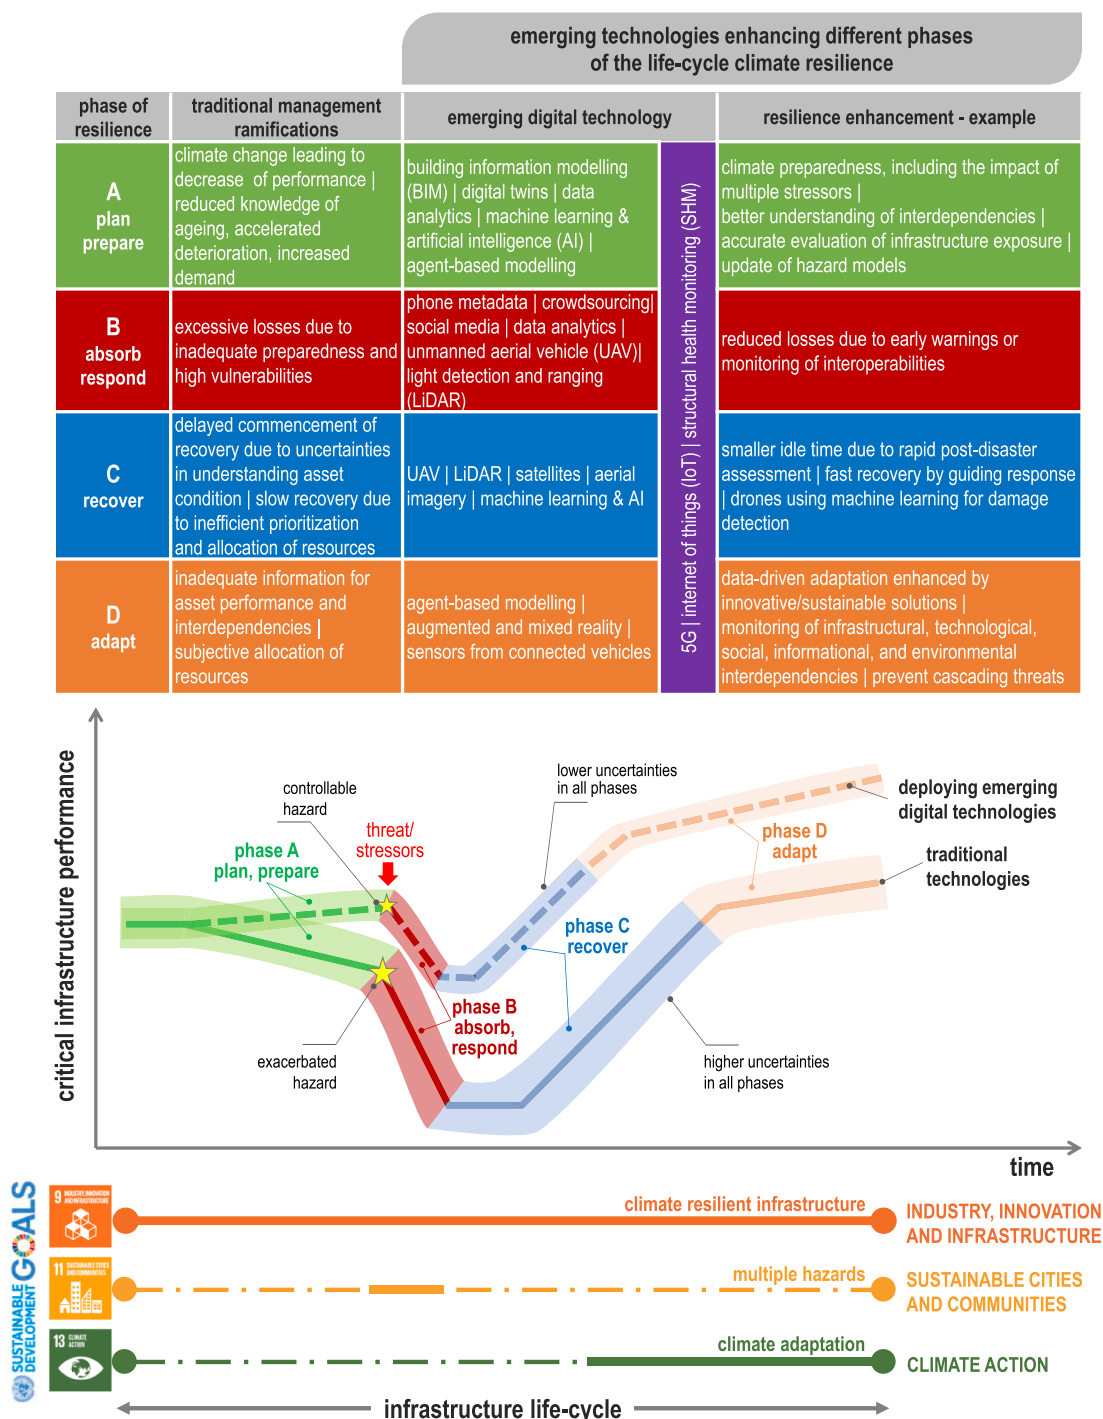 emerging technologies enhancing different phases
of the life-cycle climate resilience
phase of
resilience
traditional management
ramifications
emerging digital technology
resilience enhancement - example
A
plan
prepare
climate change leading to
decrease of performance |
reduced knowledge of
ageing, accelerated
deterioration, increased
demand
building information modelling
(BIM) | digital twins | data
analytics | machine learning &
artificial intelligence (AI) |
agent-based modelling
climate preparedness, including the impact of
multiple stressors |
better understanding of interdependencies |
accurate evaluation of infrastructure exposure |
update of hazard models
B
absorb
respond
excessive losses due to
inadequate preparedness and
high vulnerabilities
phone metadata | crowdsourcing|
social media | data analytics |
unmanned aerial vehicle (UAV)|
light detection and ranging
(LiDAR)
reduced losses due to early warnings or
monitoring of interoperabilities
C
recover
delayed commencement of
recovery due to uncertainties
in understanding asset
condition | slow recovery due
to inefficient prioritization
and allocation of resources
UAV | LiDAR | satellites | aerial
imagery | machine learning & AI
smaller idle time due to rapid post-disaster
assessment | fast recovery by guiding response
| drones using machine learning for damage
detection
D
adapt
inadequate information for
asset performance and
interdependencies |
subjective allocation of
resources
agent-based modelling |
augmented and mixed reality |
sensors from connected vehicles
data-driven adaptation enhanced by
innovative/sustainable solutions |
monitoring of infrastructural, technological,
social, informational, and environmental
interdependencies | prevent cascading threats
5G | internet of things (IoT) | structural health monitoring (SHM)
critical infrastructure performance
controllable
hazard
threat/
stressors
phase A
plan, prepare
lower uncertainties
in all phases
deploying emerging
digital technologies
phase D
adapt
traditional
technologies
phase C
recover
phase B
absorb,
respond
exacerbated
hazard
higher uncertainties
in all phases
time
SUSTAINABLE
DEVELOPMENT
GOALS
9 INDUSTRY, INNOVATION
AND INFRASTRUCTURE
climate resilient infrastructure
INDUSTRY, INNOVATION
AND INFRASTRUCTURE
11 SUSTAINABLE CITIES
AND COMMUNITIES
multiple hazards
SUSTAINABLE CITIES
AND COMMUNITIES
13 CLIMATE
ACTION
climate adaptation
CLIMATE ACTION
infrastructure life-cycle